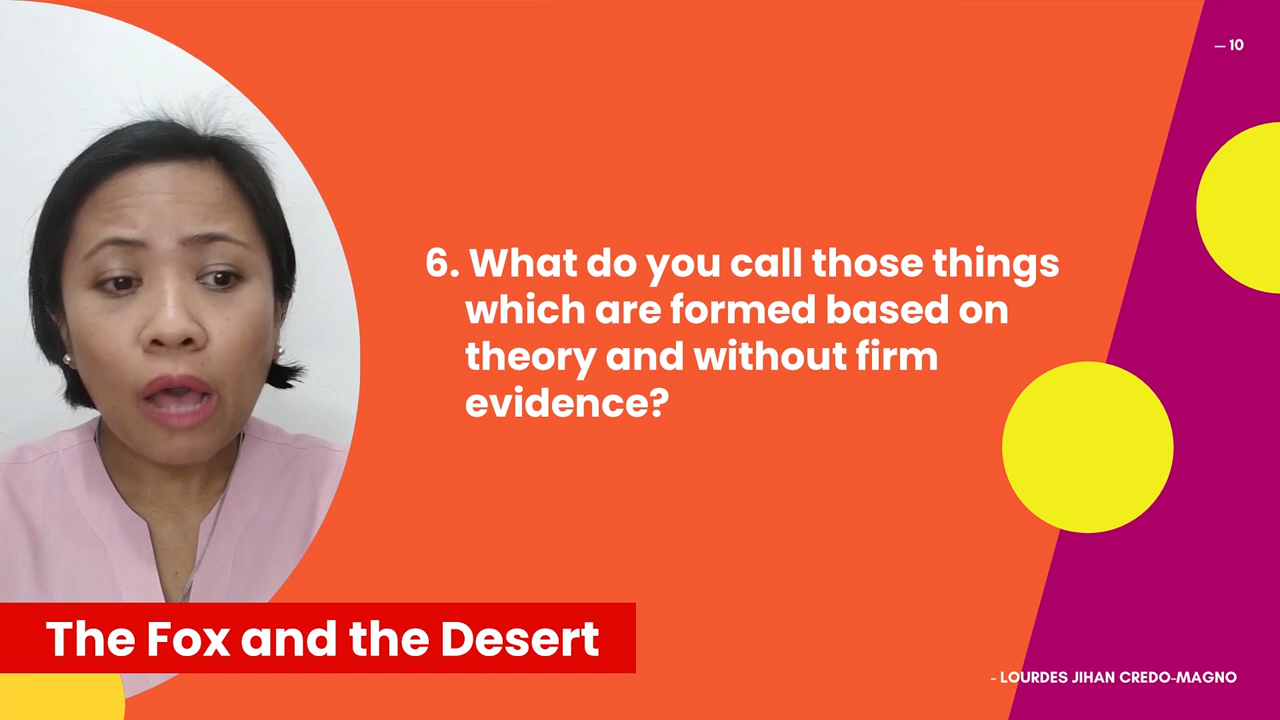 — 10
6. What do you call those things
which are formed based on
theory and without firm
evidence?
The Fox and the Desert
- LOURDES JIHAN CREDO-MAGNO